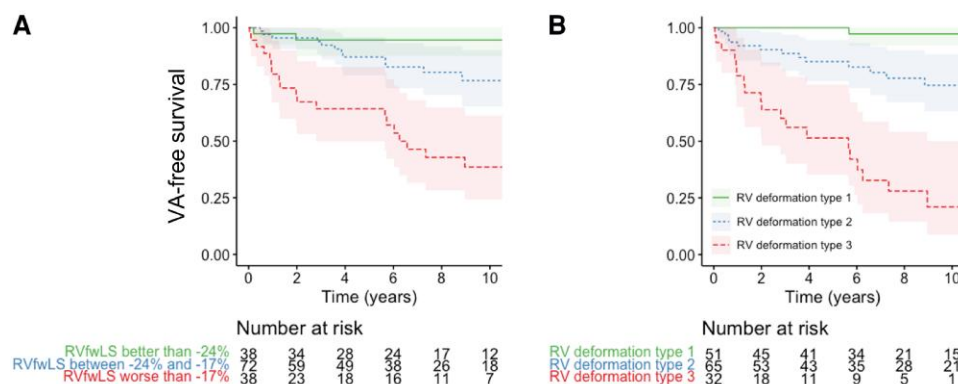 A
B
VA-free survival
1.00
0.75
0.50
0.25
0.00
0 2 4 6 8 10
Time (years)
1.00
0.75
0.50
0.25
0.00
RV deformation type 1
RV deformation type 2
RV deformation type 3
0 2 4 6 8 10
Time (years)
Number at risk
RVfwLS better than -24% 38 34 28 24 17 12
RVfwLS between -24% and -17% 72 59 49 38 26 18
RVfwLS worse than -17% 38 23 18 16 11 7
Number at risk
RV deformation type 1 51 45 41 34 21 15
RV deformation type 2 65 53 43 35 28 21
RV deformation type 3 32 18 11 9 5 1